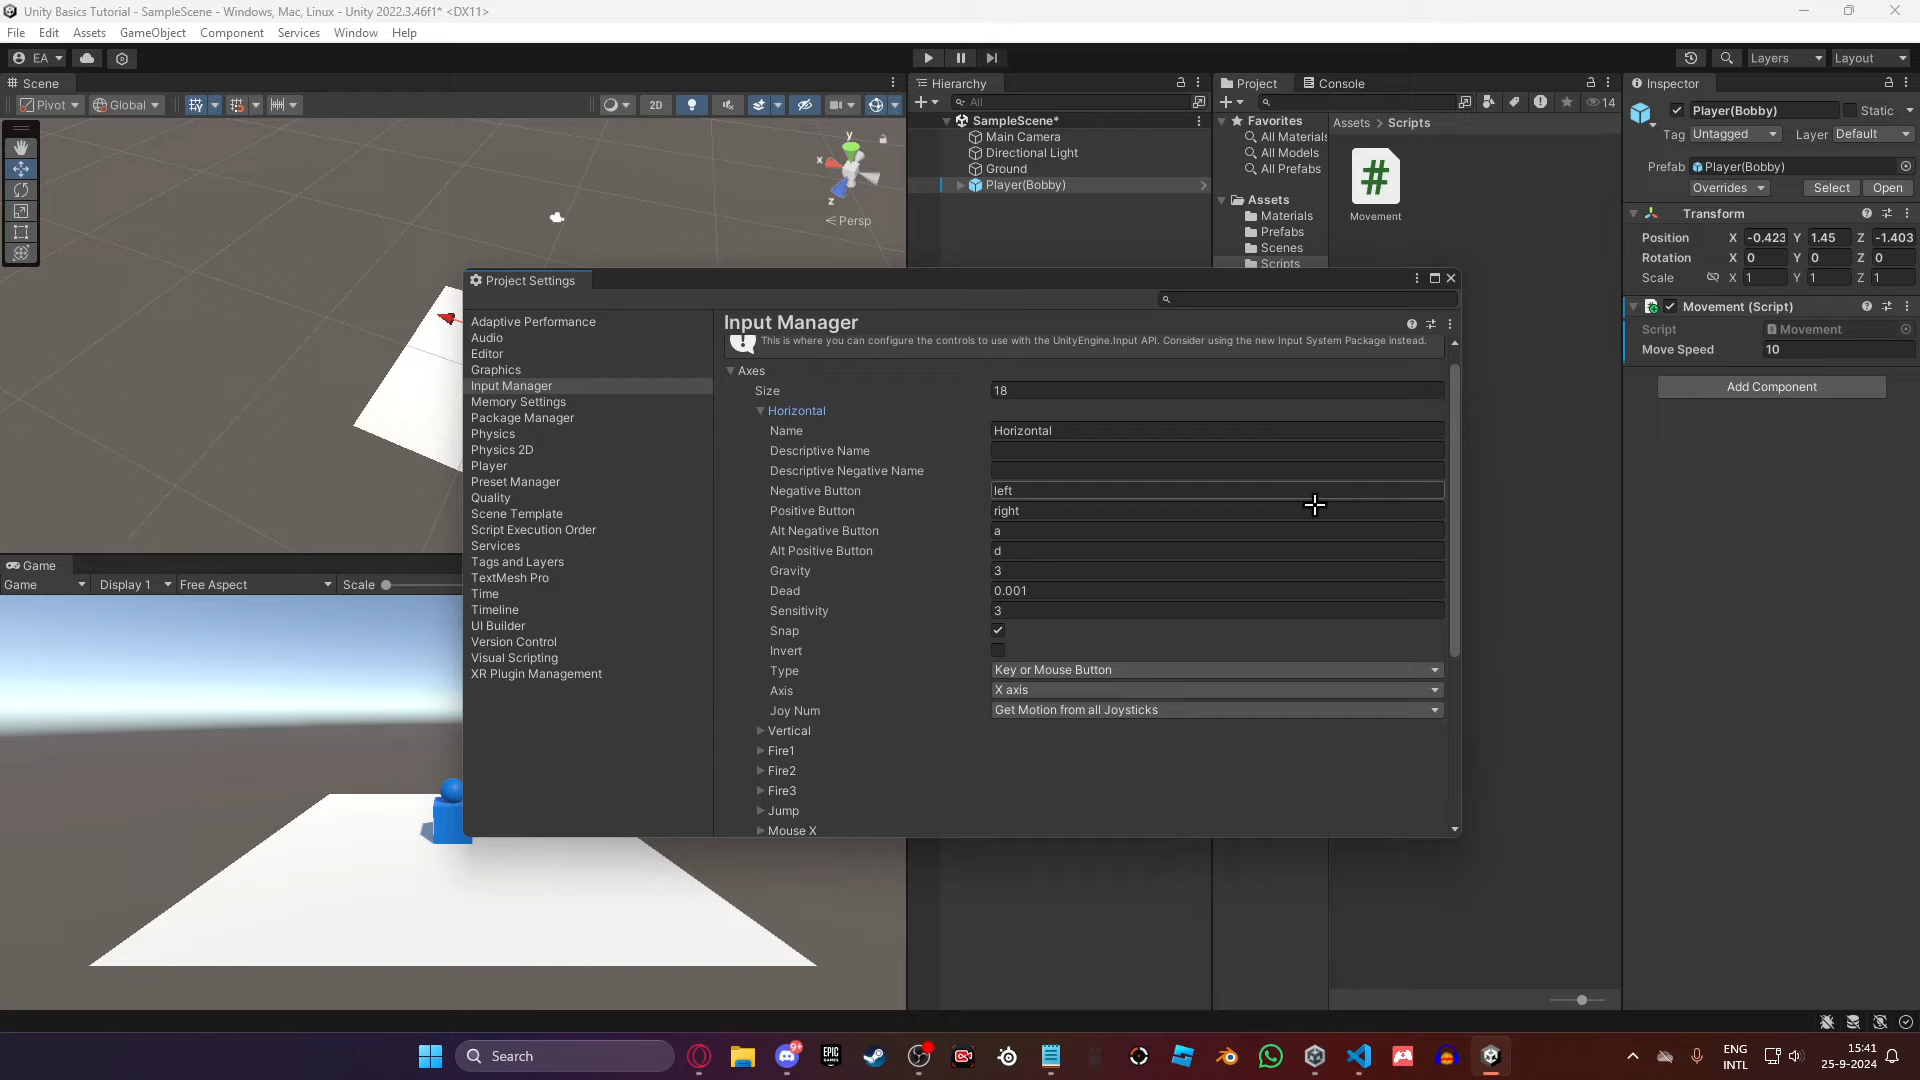 Unity Basics Tutorial - SampleScene - Windows, Mac, Linux - Unity 2022.3.46f1* <DX11>
File Edit Assets GameObject Component Services Window Help
EA
Layers
Layout
Scene
Pivot
Global
2D
y
x
z
Persp
Hierarchy
All
SampleScene*
Main Camera
Directional Light
Ground
Player(Bobby)
Project
Console
14
Favorites
All Materials
All Models
All Prefabs
Assets
Materials
Prefabs
Scenes
Scripts
Assets > Scripts
#
Movement
Inspector
Player(Bobby)
Static
Tag Untagged
Layer Default
Prefab Player(Bobby)
Overrides
Select
Open
Transform
Position X -0.423 Y 1.45 Z -1.403
Rotation X 0 Y 0 Z 0
Scale X 1 Y 1 Z 1
Movement (Script)
Script Movement
Move Speed 10
Add Component
Project Settings
Adaptive Performance
Audio
Editor
Graphics
Input Manager
Memory Settings
Package Manager
Physics
Physics 2D
Player
Preset Manager
Quality
Scene Template
Script Execution Order
Services
Tags and Layers
TextMesh Pro
Time
Timeline
UI Builder
Version Control
Visual Scripting
XR Plugin Management
Input Manager
This is where you can configure the controls to use with the UnityEngine.Input API. Consider using the new Input System Package instead.
Axes
Size 18
Horizontal
Name Horizontal
Descriptive Name
Descriptive Negative Name
Negative Button left
Positive Button right
Alt Negative Button a
Alt Positive Button d
Gravity 3
Dead 0.001
Sensitivity 3
Snap
Invert
Type Key or Mouse Button
Axis X axis
Joy Num Get Motion from all Joysticks
Vertical
Fire1
Fire2
Fire3
Jump
Mouse X
Game
Game
Display 1
Free Aspect
Scale
Search
9+
EPIC GAMES
ENG
INTL
15:41
25-9-2024